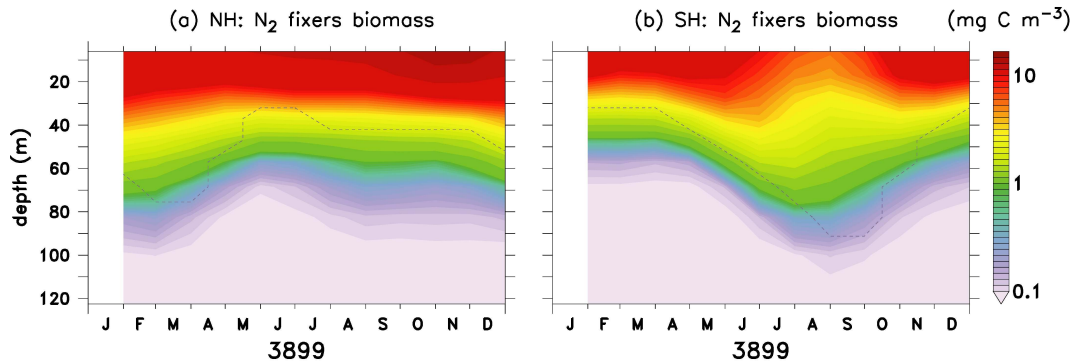 (a) NH: N₂ fixers biomass
(b) SH: N₂ fixers biomass
(mg C m⁻³)
depth (m)
20
40
60
80
100
120
J F M A M J J A S O N D
3899
J F M A M J J A S O N D
3899
10
1
0.1